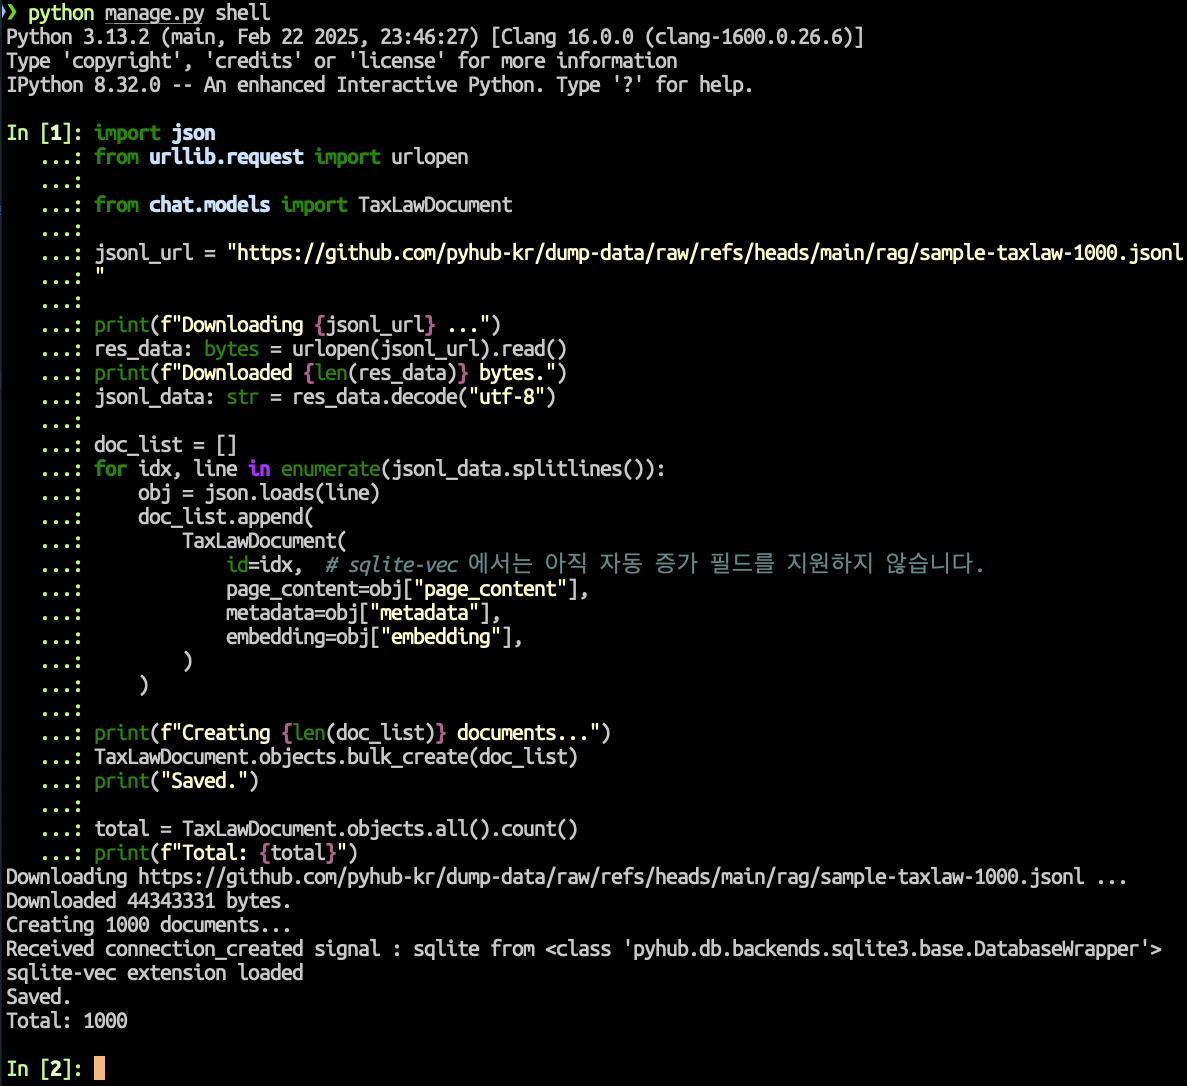 ❯ python manage.py shell
Python 3.13.2 (main, Feb 22 2025, 23:46:27) [Clang 16.0.0 (clang-1600.0.26.6)]
Type 'copyright', 'credits' or 'license' for more information
IPython 8.32.0 -- An enhanced Interactive Python. Type '?' for help.

In [1]: import json
   ...: from urllib.request import urlopen
   ...:
   ...: from chat.models import TaxLawDocument
   ...:
   ...: jsonl_url = "https://github.com/pyhub-kr/dump-data/raw/refs/heads/main/rag/sample-taxlaw-1000.jsonl
   ...: "
   ...:
   ...: print(f"Downloading {jsonl_url} ...")
   ...: res_data: bytes = urlopen(jsonl_url).read()
   ...: print(f"Downloaded {len(res_data)} bytes.")
   ...: jsonl_data: str = res_data.decode("utf-8")
   ...:
   ...: doc_list = []
   ...: for idx, line in enumerate(jsonl_data.splitlines()):
   ...:     obj = json.loads(line)
   ...:     doc_list.append(
   ...:         TaxLawDocument(
   ...:             id=idx,  # sqlite-vec 에서는 아직 자동 증가 필드를 지원하지 않습니다.
   ...:             page_content=obj["page_content"],
   ...:             metadata=obj["metadata"],
   ...:             embedding=obj["embedding"],
   ...:         )
   ...:     )
   ...:
   ...: print(f"Creating {len(doc_list)} documents...")
   ...: TaxLawDocument.objects.bulk_create(doc_list)
   ...: print("Saved.")
   ...:
   ...: total = TaxLawDocument.objects.all().count()
   ...: print(f"Total: {total}")
Downloading https://github.com/pyhub-kr/dump-data/raw/refs/heads/main/rag/sample-taxlaw-1000.jsonl ...
Downloaded 44343331 bytes.
Creating 1000 documents...
Received connection_created signal : sqlite from <class 'pyhub.db.backends.sqlite3.base.DatabaseWrapper'>
sqlite-vec extension loaded
Saved.
Total: 1000

In [2]: